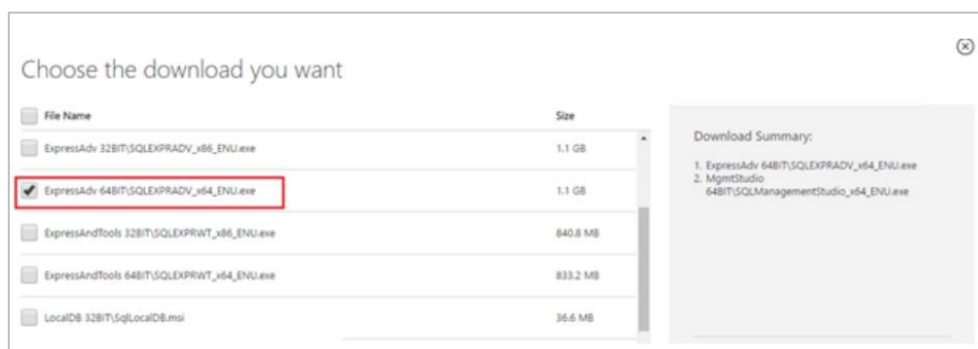 Choose the download you want
File Name Size
ExpressAdv 32BIT\SQLEXPRADV_x86_ENU.exe 1.1 GB
ExpressAdv 64BIT\SQLEXPRADV_x64_ENU.exe 1.1 GB
ExpressAndTools 32BIT\SQLEXPRWT_x86_ENU.exe 840.8 MB
ExpressAndTools 64BIT\SQLEXPRWT_x64_ENU.exe 833.2 MB
LocalDB 32BIT\SqlLocalDB.msi 36.6 MB
Download Summary:
1. ExpressAdv 64BIT\SQLEXPRADV_x64_ENU.exe
2. MgmtStudio
64BIT\SQLManagementStudio_x64_ENU.exe